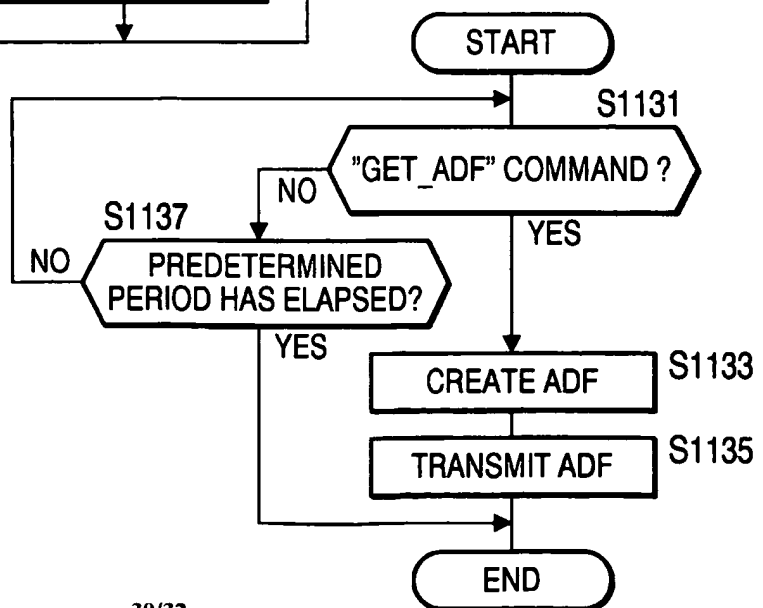 START
S1131
"GET_ADF" COMMAND ?
NO
YES
S1137
NO
PREDETERMINED
PERIOD HAS ELAPSED?
YES
CREATE ADF
S1133
TRANSMIT ADF
S1135
END